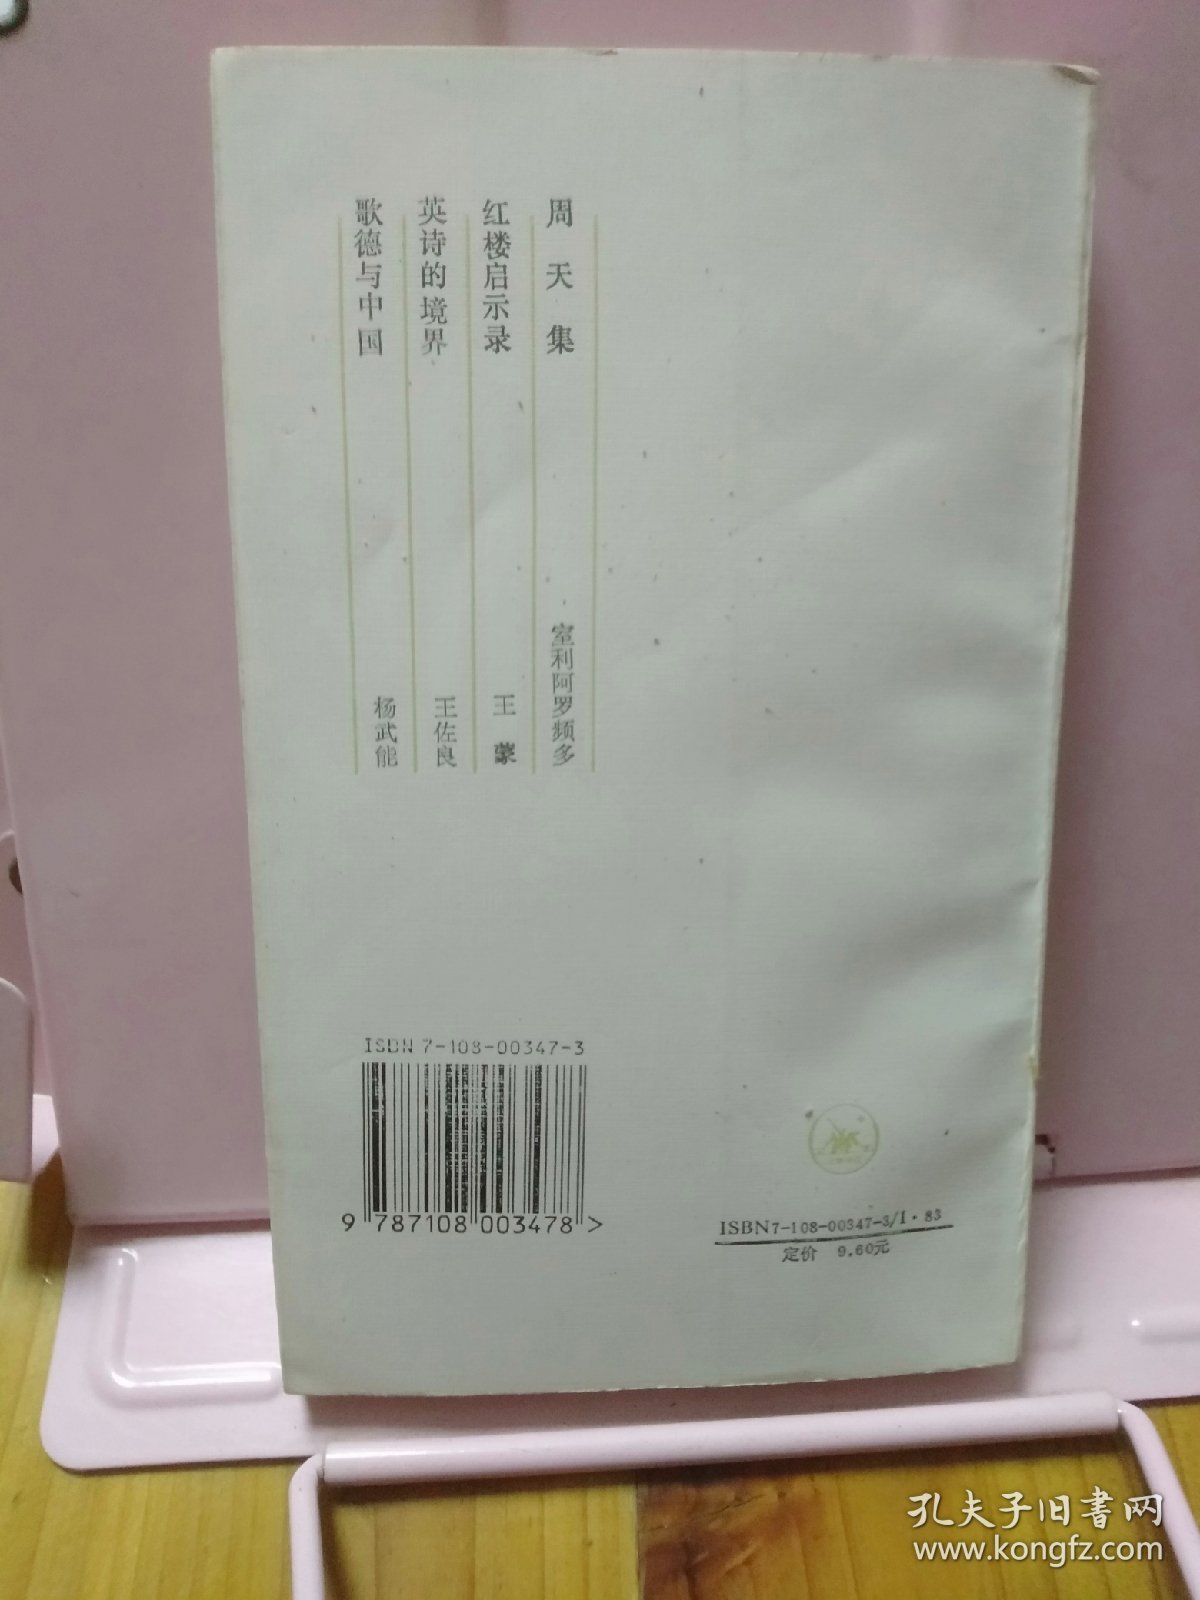 周天集 室利阿罗频多
红楼启示录 王蒙
英诗的境界 王佐良
歌德与中国 杨武能
ISBN 7-108-00347-3
9 787108 003478 >
ISBN7-108-00347-3/I·83
定价 9.60元
孔夫子旧书网
www.kongfz.com